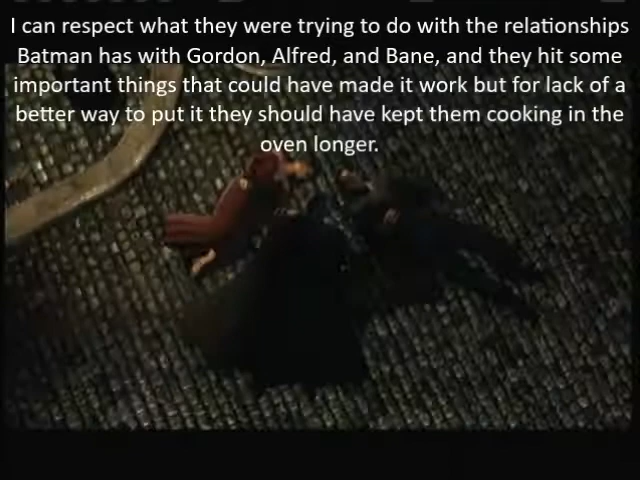 I can respect what they were trying to do with the relationships
Batman has with Gordon, Alfred, and Bane, and they hit some
important things that could have made it work but for lack of a
better way to put it they should have kept them cooking in the
oven longer.